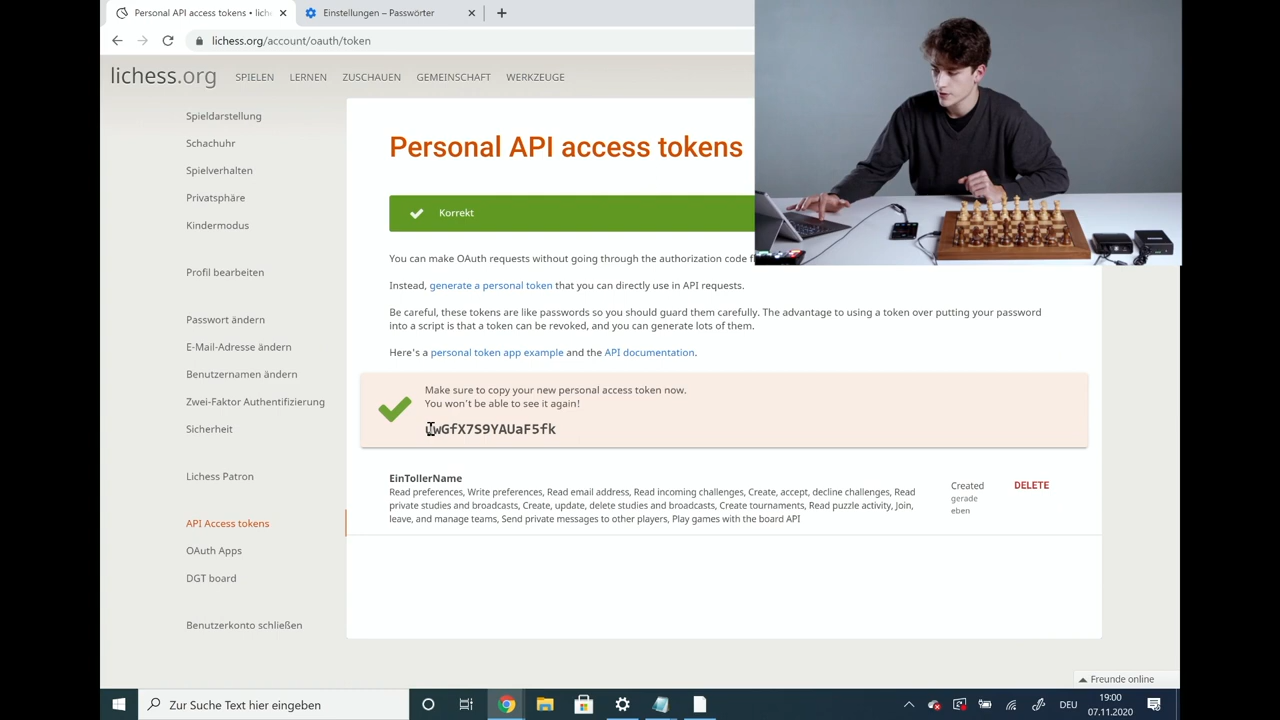 Personal API access tokens • lich
Einstellungen – Passwörter
lichess.org/account/oauth/token
lichess.org
SPIELEN
LERNEN
ZUSCHAUEN
GEMEINSCHAFT
WERKZEUGE
Spieldarstellung
Schachuhr
Spielverhalten
Privatsphäre
Kindermodus
Profil bearbeiten
Passwort ändern
E-Mail-Adresse ändern
Benutzernamen ändern
Zwei-Faktor Authentifizierung
Sicherheit
Lichess Patron
API Access tokens
OAuth Apps
DGT board
Benutzerkonto schließen
Personal API access tokens
Korrekt
You can make OAuth requests without going through the authorization code
Instead, generate a personal token that you can directly use in API requests.
Be careful, these tokens are like passwords so you should guard them carefully. The advantage to using a token over putting your password
into a script is that a token can be revoked, and you can generate lots of them.
Here's a personal token app example and the API documentation.
Make sure to copy your new personal access token now.
You won't be able to see it again!
uwGfX7S9YAUaF5fk
EinTollerName
Read preferences, Write preferences, Read email address, Read incoming challenges, Create, accept, decline challenges, Read
private studies and broadcasts, Create, update, delete studies and broadcasts, Create tournaments, Read puzzle activity, Join,
leave, and manage teams, Send private messages to other players, Play games with the board API
Created
gerade
eben
DELETE
Freunde online
Zur Suche Text hier eingeben
DEU
19:00
07.11.2020